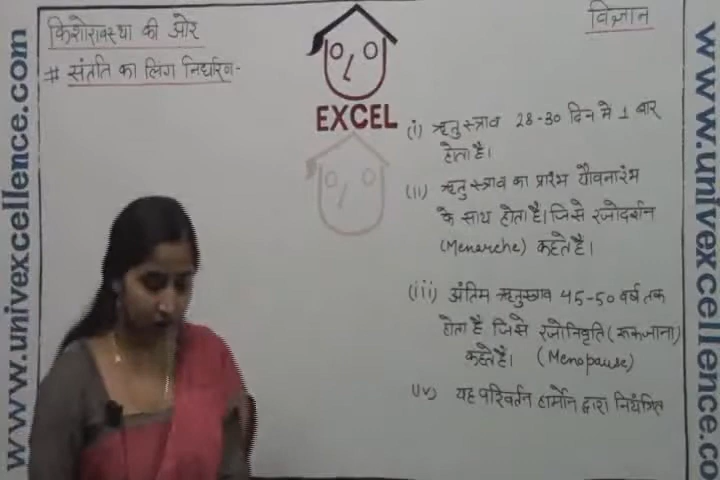 किशोरावस्था की ओर
विज्ञान
# संतति का लिंग निर्धारण-
EXCEL
(i) ऋतुस्त्राव 28-30 दिन मे 1 बार
होता है।
(ii) ऋतुस्त्राव का प्रारंभ यौवनारंभ
के साथ होता है। जिसे रजोदर्शन
(Menarche) कहते है।
(iii) अंतिम ऋतुस्त्राव 45-50 वर्ष तक
होता है जिसे रजोनिवृति (रूकजाना)
कहते है। (Menopause)
(iv) यह परिवर्तन हार्मोन द्वारा नियंत्रित
www.univexcellence.com
www.univexcellence.com